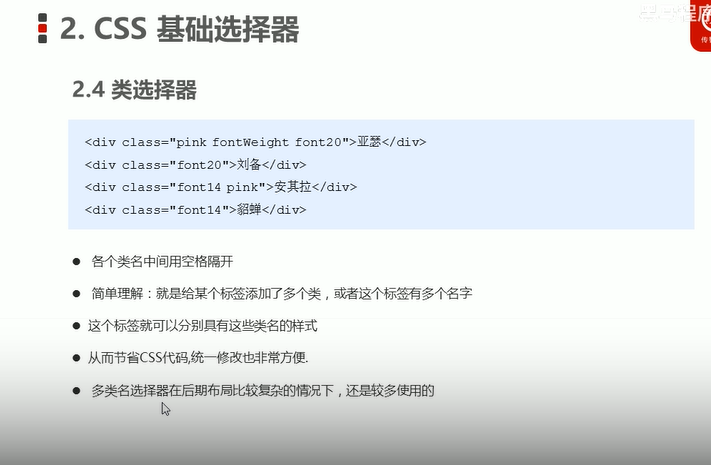 2. CSS 基础选择器
2.4 类选择器
<div class="pink fontWeight font20">亚瑟</div>
<div class="font20">刘备</div>
<div class="font14 pink">安其拉</div>
<div class="font14">貂蝉</div>
● 各个类名中间用空格隔开
● 简单理解：就是给某个标签添加了多个类，或者这个标签有多个名字
● 这个标签就可以分别具有这些类名的样式
● 从而节省CSS代码,统一修改也非常方便.
● 多类名选择器在后期布局比较复杂的情况下，还是较多使用的